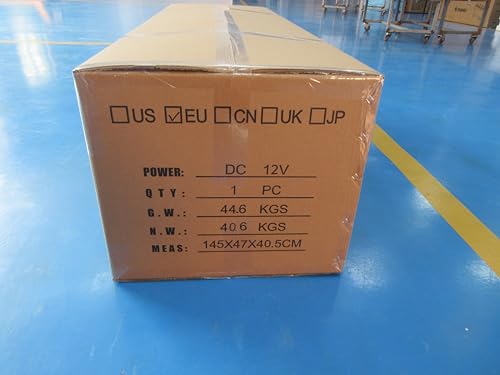 ☐US ☑EU ☐CN ☐UK ☐JP
POWER: DC 12V
QTY: 1 PC
G.W.: 44.6 KGS
N.W.: 40.6 KGS
MEAS: 145X47X40.5CM